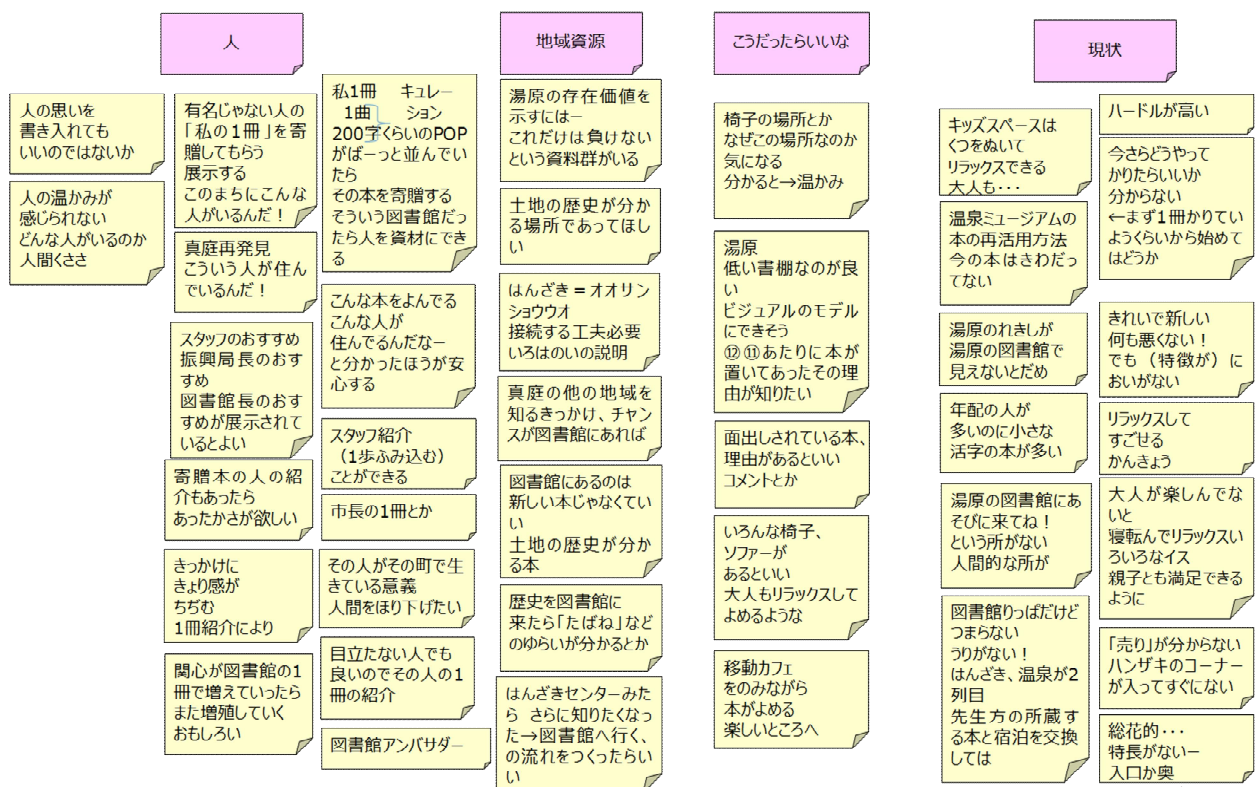 人
人の思いを
書き入れても
いいのではないか
人の温かみが
感じられない
どんな人がいるのか
人間くささ
有名じゃない人の
「私の1冊」を寄
贈してもらう
展示する
このまちにこんな
人がいるんだ！
真庭再発見
こういう人が住ん
でいるんだ！
スタッフのおすすめ
振興局長のおす
すめ
図書館長のおす
すめが展示されて
いるとよい
寄贈本の人の紹
介もあったら
あったかさが欲しい
きっかけに
きょり感が
ちぢむ
1冊紹介により
関心が図書館の1
冊で増えていったら
また増殖していく
おもしろい
私1冊　キュレー
1曲　ション
200字くらいのPOP
がばーっと並んでい
たら
その本を寄贈する
そういう図書館だっ
たら人を資材にでき
る
こんな本をよんでる
こんな人が
住んでるんだなー
と分かったほうが安
心する
スタッフ紹介
（1歩ふみ込む）
ことができる
市長の1冊とか
その人がその町で生
きている意義
人間をほり下げたい
目立たない人でも
良いのでその人の1
冊の紹介
図書館アンバサダー
地域資源
湯原の存在価値を
示すには－
これだけは負けない
という資料群がいる
土地の歴史が分か
る場所であってほし
い
はんざき＝オオサン
ショウウオ
接続する工夫必要
いろはのいの説明
真庭の他の地域を
知るきっかけ、チャン
スが図書館にあれば
図書館にあるのは
新しい本じゃなくてい
い
土地の歴史が分か
る本
歴史を図書館に
来たら「たばね」など
のゆらいが分かるとか
はんざきセンターみた
ら　さらに知りたくなっ
た→図書館へ行く、
の流れをつくったらい
い
こうだったらいいな
椅子の場所とか
なぜこの場所なのか
気になる
分かると→温かみ
湯原
低い書棚なのが良
い
ビジュアルのモデル
にできそう
⑫⑪あたりに本が
置いてあったその理
由が知りたい
面出しされている本、
理由があるといい
コメントとか
いろんな椅子、
ソファーが
あるといい
大人もリラックスして
よめるような
移動カフェ
をのみながら
本がよめる
楽しいところへ
現状
キッズスペースは
くつをぬいて
リラックスできる
大人も・・・
温泉ミュージアムの
本の再活用方法
今の本はきわだっ
てない
湯原のれきしが
湯原の図書館で
見えないとだめ
年配の人が
多いのに小さな
活字の本が多い
湯原の図書館にあ
そびに来てね！
という所がない
人間的な所が
図書館りっぱだけど
つまらない
うりがない！
はんざき、温泉が2
列目
先生方の所蔵す
る本と宿泊を交換
しては
ハードルが高い
今さらどうやって
かりたらいいか
分からない
←まず1冊かりてい
ようくらいから始めて
はどうか
きれいで新しい
何も悪くない！
でも（特徴が）に
おいがない
リラックスして
すごせる
かんきょう
大人が楽しんでな
いと
寝転んでリラックスい
ろいろなイス
親子とも満足できる
ように
「売り」が分からない
ハンザキのコーナー
が入ってすぐにない
総花的・・・
特長がないー
入口か奥